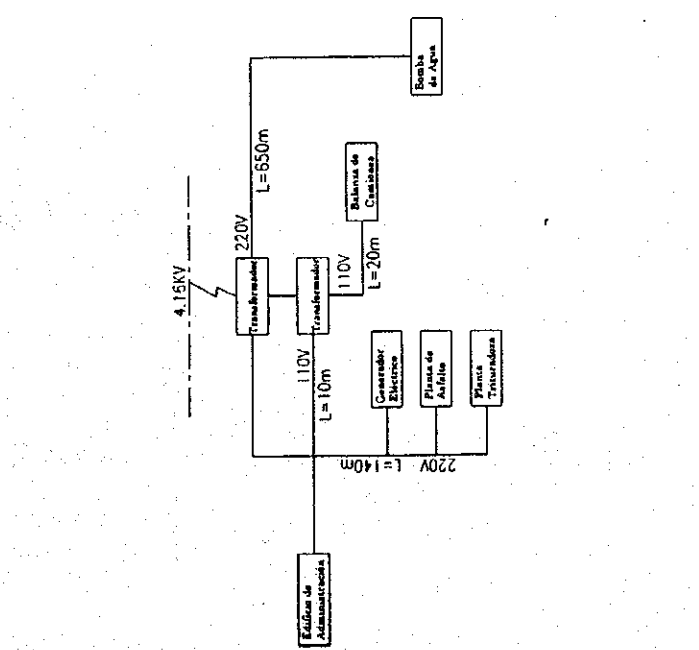 Bomba
de Agua
L=650m
Balanza de
Camiones
220V
4.16KV
Transformador
110V
L=20m
Transformador
110V
L=10m
Generador
Eléctrico
Planta de
Asfalto
Planta
Trituradora
220V L=140m
Edificio de
Administración